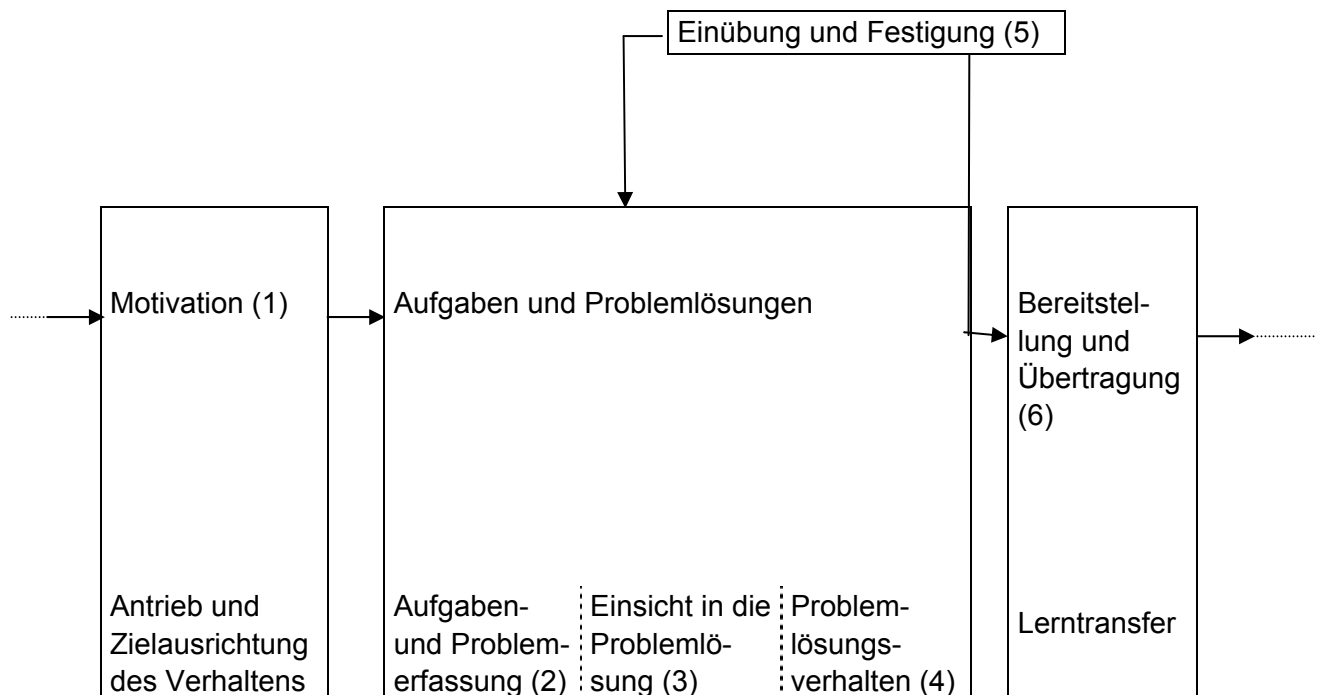 Einübung und Festigung (5)
Motivation (1)
Aufgaben und Problemlösungen
Bereitstel-
lung und
Übertragung
(6)
Antrieb und
Zielausrichtung
des Verhaltens
Aufgaben-
und Problem-
erfassung (2)
Einsicht in die
Problemlö-
sung (3)
Problem-
lösungs-
verhalten (4)
Lerntransfer